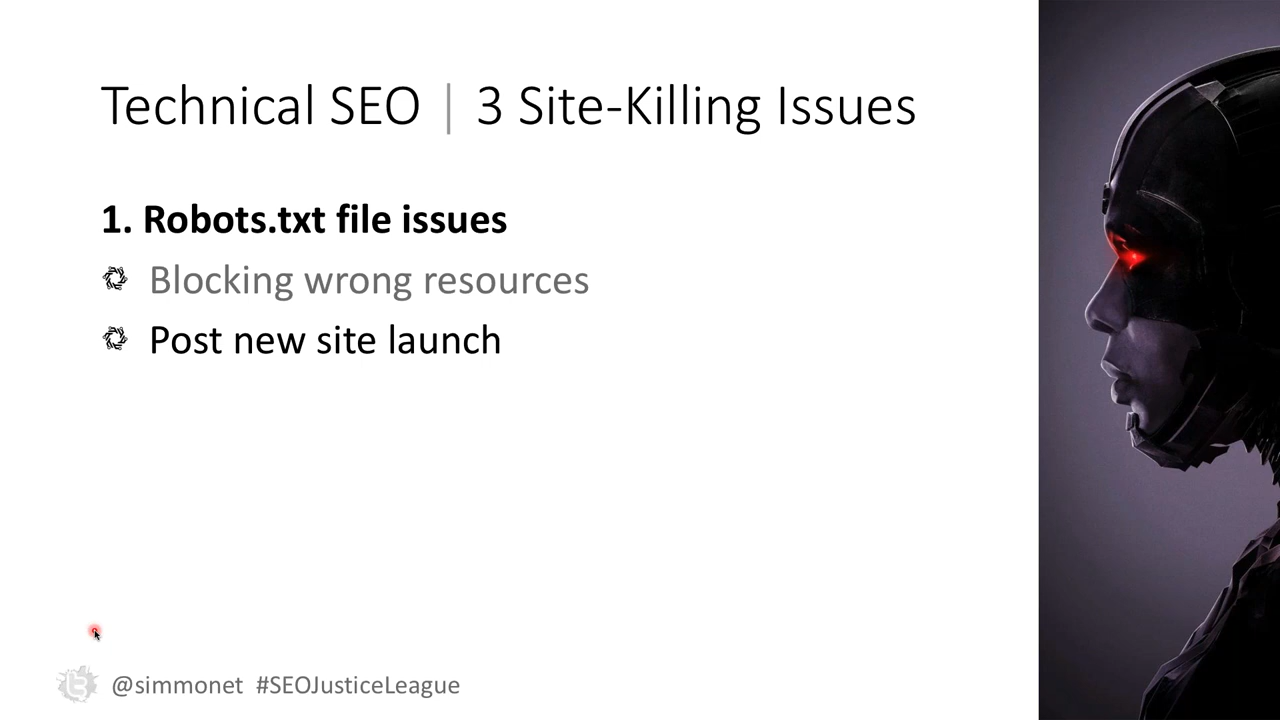 Technical SEO | 3 Site-Killing Issues
1. Robots.txt file issues
Blocking wrong resources
Post new site launch
@simmonet #SEOJusticeLeague